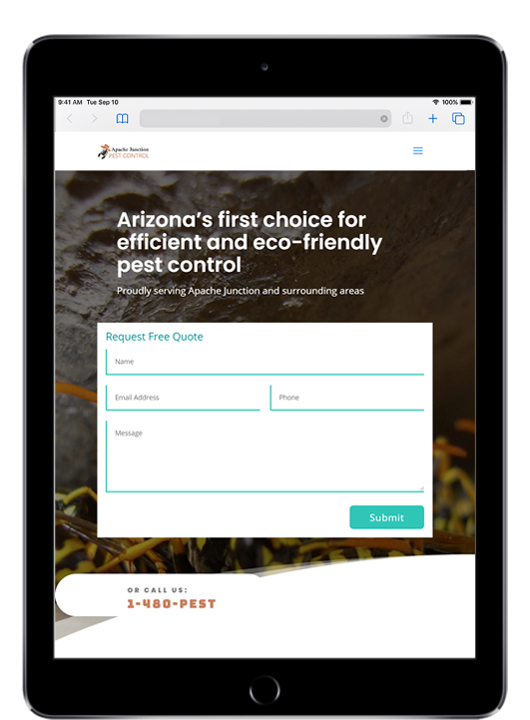 9:41 AM Tue Sep 10
100%
Apache Junction
PEST CONTROL
Arizona's first choice for
efficient and eco-friendly
pest control
Proudly serving Apache Junction and surrounding areas
Request Free Quote
Name
Email Address Phone
Message
Submit
OR CALL US:
1-480-PEST